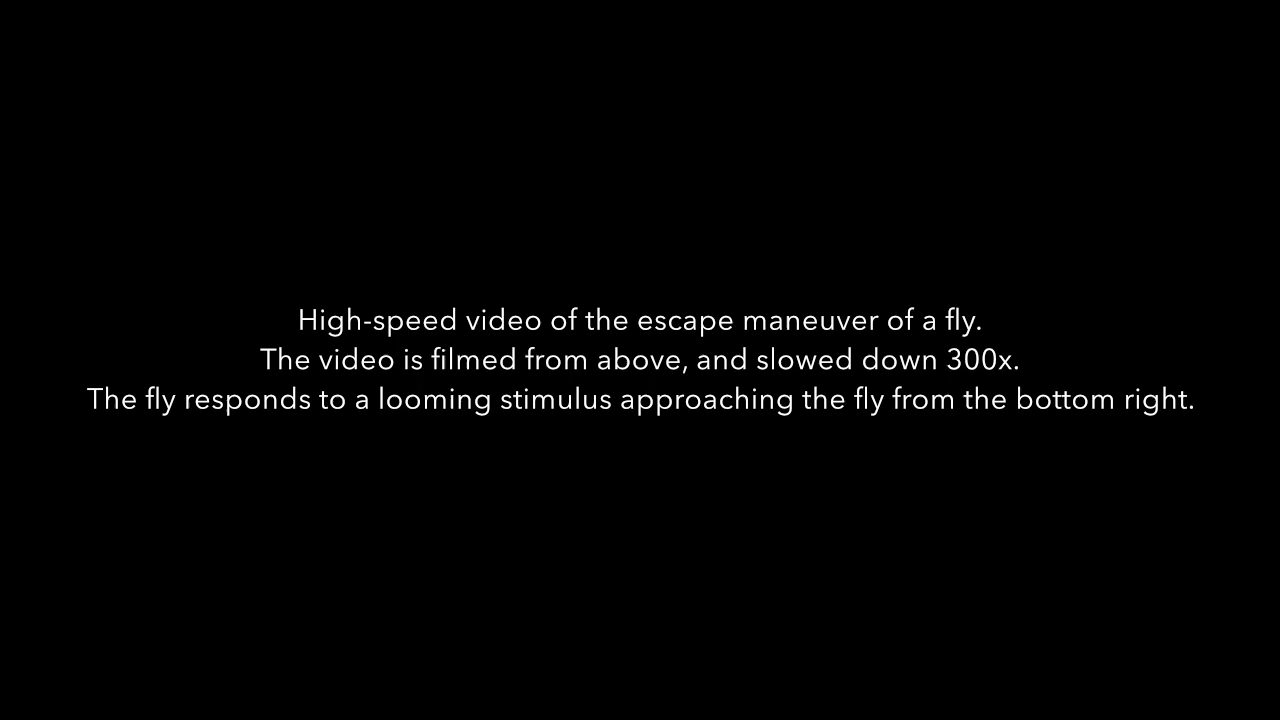 High-speed video of the escape maneuver of a fly.
The video is filmed from above, and slowed down 300x.
The fly responds to a looming stimulus approaching the fly from the bottom right.